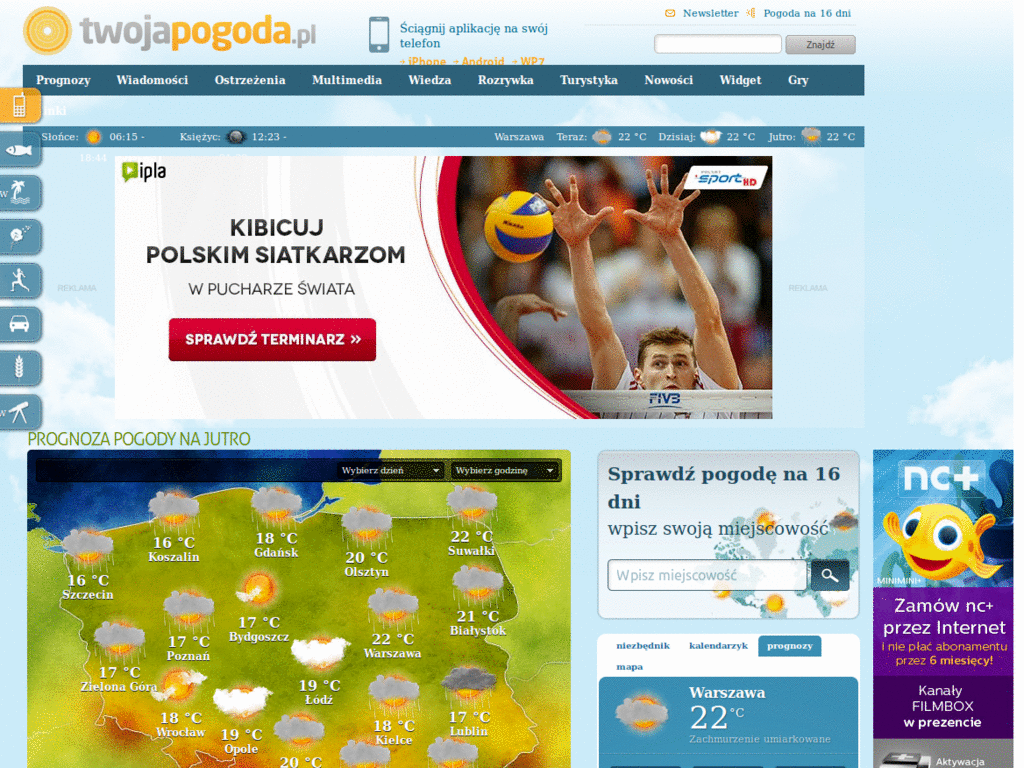 twojapogoda.pl
Ściągnij aplikację na swój
telefon
iPhone Android WP7
Newsletter Pogoda na 16 dni
Znajdź
Prognozy Wiadomości Ostrzeżenia Multimedia Wiedza Rozrywka Turystyka Nowości Widget Gry
Słońce: 06:15 -
18:44
Księżyc: 12:23 -
Warszawa Teraz: 22 °C Dzisiaj: 22 °C Jutro: 22 °C
W
W
REKLAMA
REKLAMA
ipla
KIBICUJ
POLSKIM SIATKARZOM
W PUCHARZE ŚWIATA
SPRAWDŹ TERMINARZ »
sport HD
FIVB
PROGNOZA POGODY NA JUTRO
Wybierz dzień Wybierz godzinę
16 °C
Koszalin
18 °C
Gdańsk
22 °C
Suwałki
20 °C
Olsztyn
16 °C
Szczecin
17 °C
Bydgoszcz
21 °C
Białystok
17 °C
Poznań
22 °C
Warszawa
17 °C
Zielona Góra
19 °C
Łódź
18 °C
Wrocław
19 °C
Opole
18 °C
Kielce
17 °C
Lublin
20 °C
Sprawdź pogodę na 16
dni
wpisz swoją miejscowość
Wpisz miejscowość
niezbędnik kalendarzyk prognozy
mapa
Warszawa
22°C
Zachmurzenie umiarkowane
nc+
MINIMINI+
Zamów nc+
przez Internet
I nie płać abonamentu
przez 6 miesięcy!
Kanały
FILMBOX
w prezencie
Aktywacja